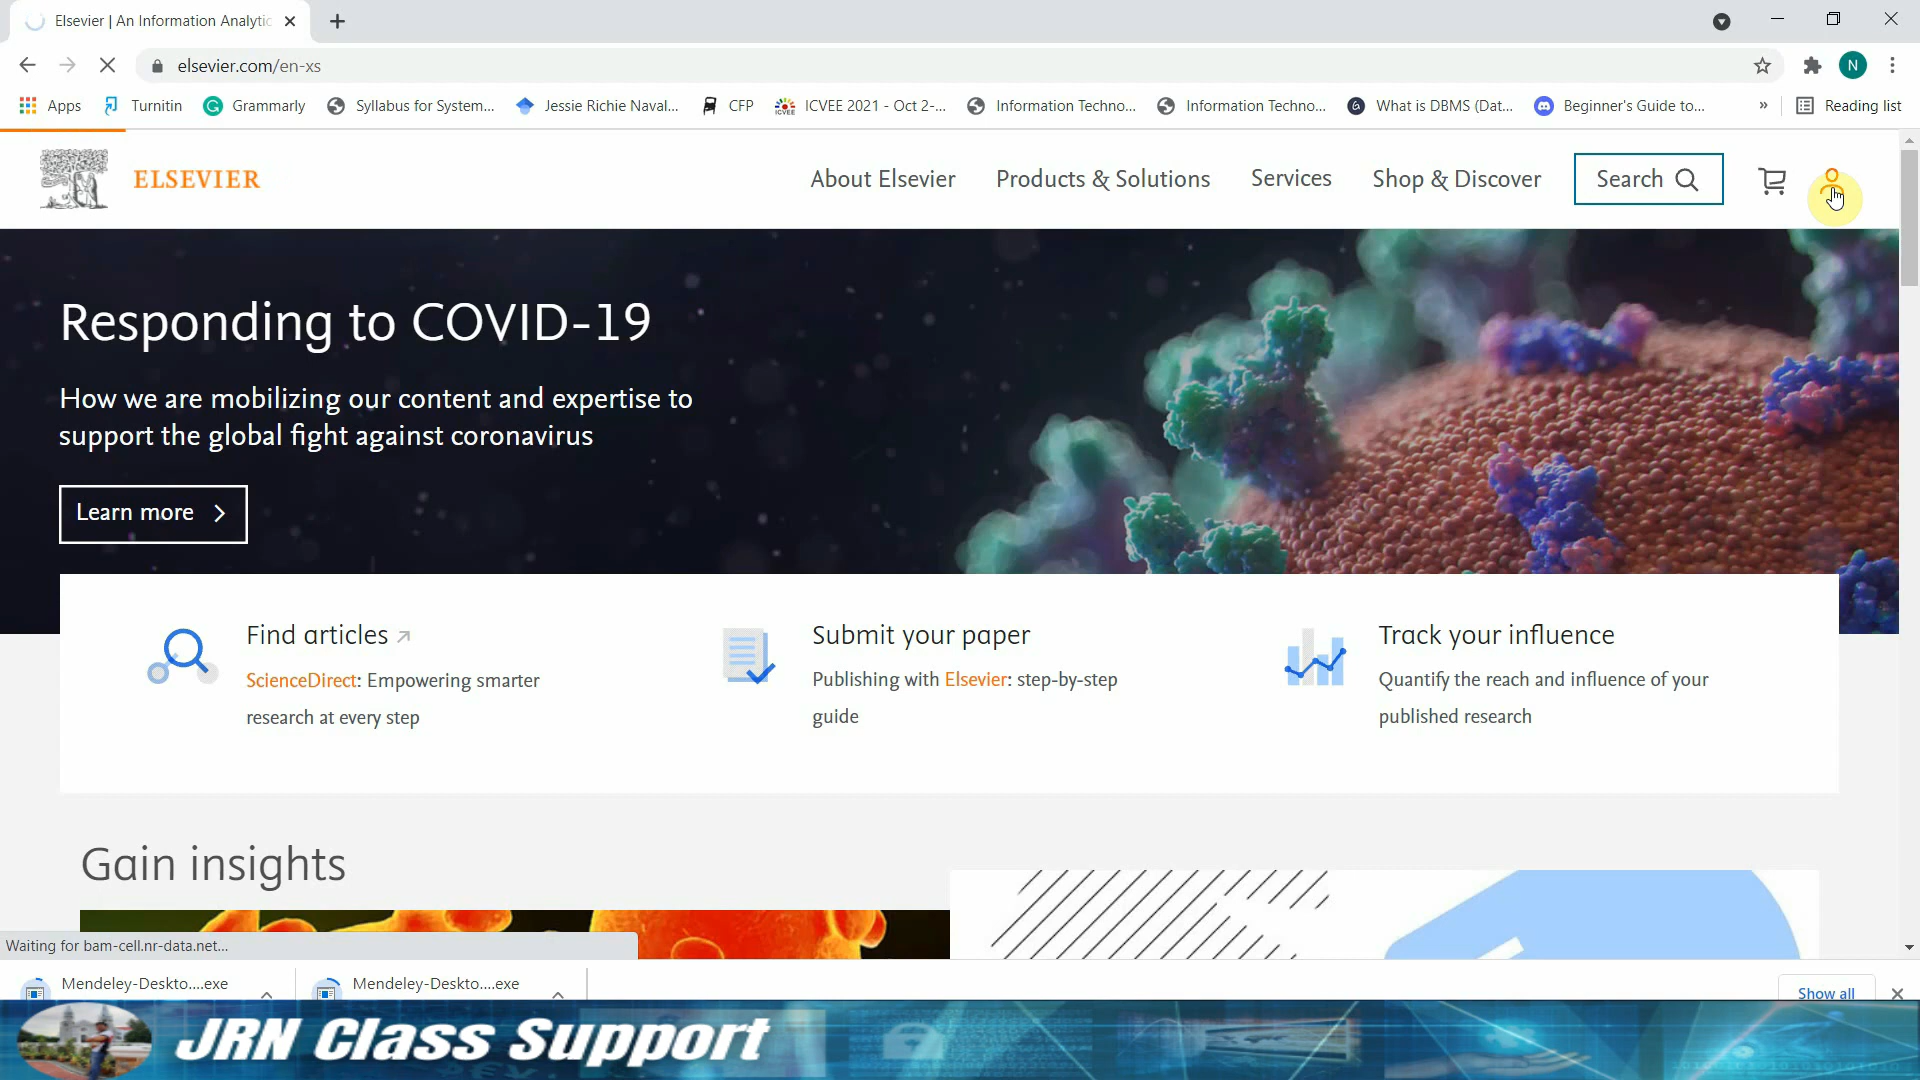 Elsevier | An Information Analytic
elsevier.com/en-xs
N
Apps
Turnitin
Grammarly
Syllabus for System...
Jessie Richie Naval...
CFP
ICVEE 2021 - Oct 2-...
Information Techno...
Information Techno...
What is DBMS (Dat...
Beginner's Guide to...
»
Reading list
ELSEVIER
About Elsevier
Products & Solutions
Services
Shop & Discover
Search
Responding to COVID-19
How we are mobilizing our content and expertise to
support the global fight against coronavirus
Learn more
Find articles
ScienceDirect: Empowering smarter
research at every step
Submit your paper
Publishing with Elsevier: step-by-step
guide
Track your influence
Quantify the reach and influence of your
published research
Gain insights
Waiting for bam-cell.nr-data.net...
Mendeley-Deskto....exe
Mendeley-Deskto....exe
Show all
JRN Class Support